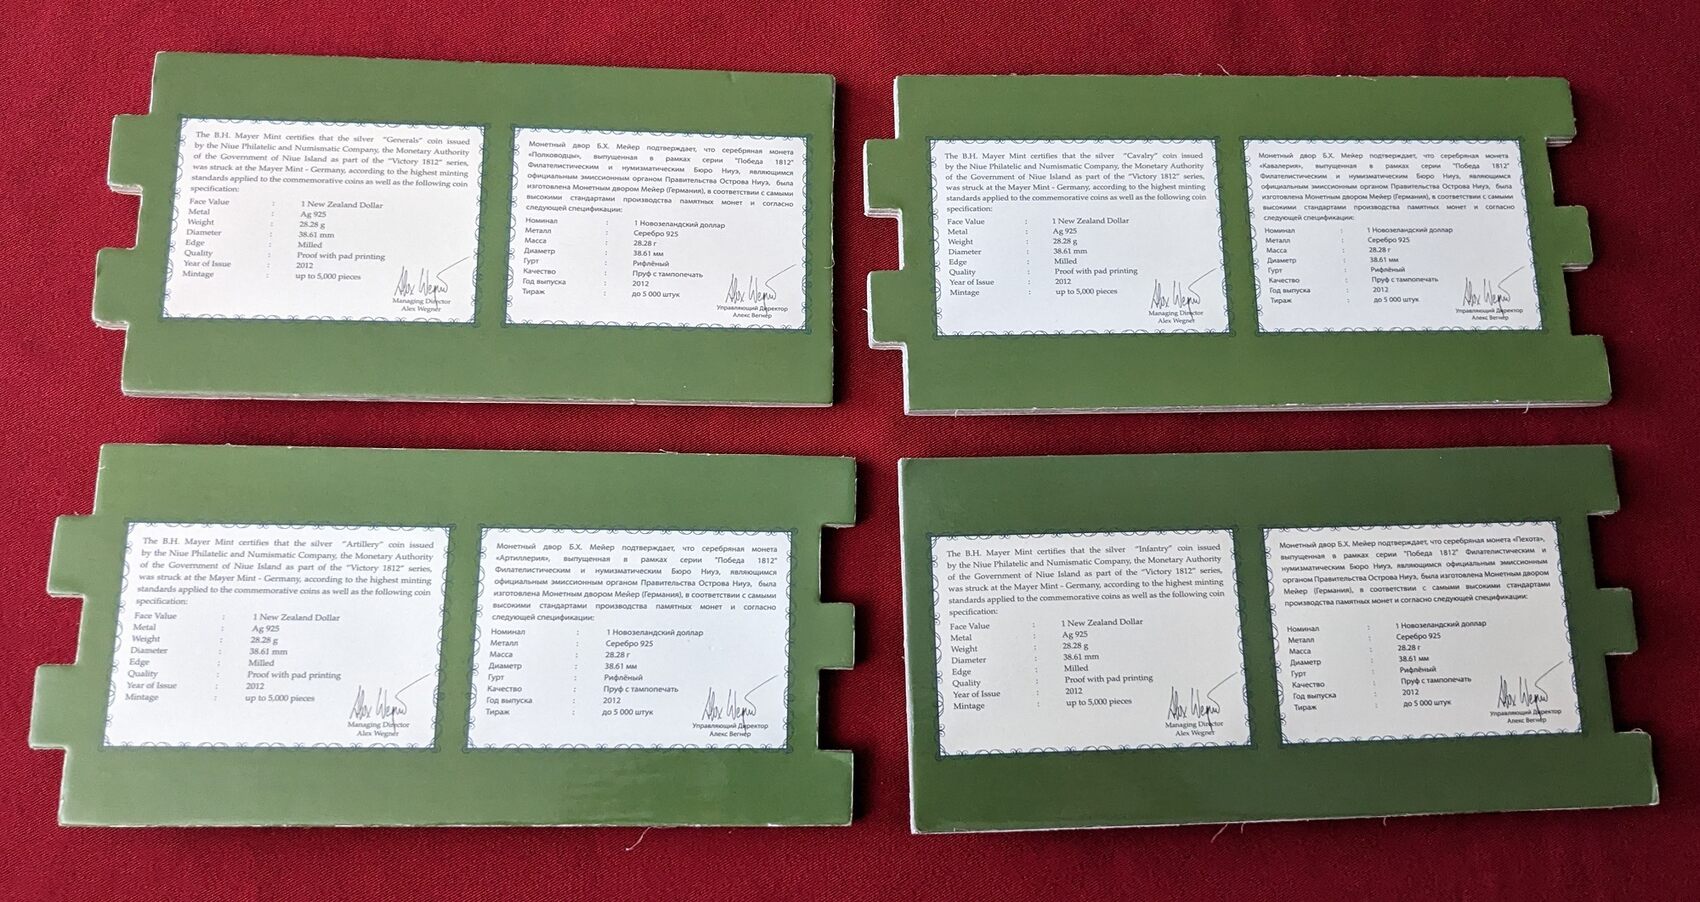 The B.H. Mayer Mint certifies that the silver "Generals" coin issued
by the Niue Philatelic and Numismatic Company, the Monetary Authority
of the Government of Niue Island as part of the "Victory 1812" series,
was struck at the Mayer Mint - Germany, according to the highest minting
standards applied to the commemorative coins as well as the following coin
specification:
Face Value : 1 New Zealand Dollar
Metal : Ag 925
Weight : 28.28 g
Diameter : 38.61 mm
Edge : Milled
Quality : Proof with pad printing
Year of Issue : 2012
Mintage : up to 5,000 pieces
Managing Director
Alex Wegner
Монетный двор Б.Х. Мейер подтверждает, что серебряная монета
«Полководцы», выпущенная в рамках серии "Победа 1812"
Филателистическим и нумизматическим Бюро Ниуэ, являющимся
официальным эмиссионным органом Правительства Острова Ниуэ, была
изготовлена Монетным двором Мейер (Германия), в соответствии с самыми
высокими стандартами производства памятных монет и согласно
следующей спецификации:
Номинал : 1 Новозеландский доллар
Металл : Серебро 925
Масса : 28.28 г
Диаметр : 38.61 мм
Гурт : Рифлёный
Качество : Пруф с тампопечать
Год выпуска : 2012
Тираж : до 5 000 штук
Управляющий Директор
Алекс Вегнер
The B.H. Mayer Mint certifies that the silver "Cavalry" coin issued
by the Niue Philatelic and Numismatic Company, the Monetary Authority
of the Government of Niue Island as part of the "Victory 1812" series,
was struck at the Mayer Mint - Germany, according to the highest minting
standards applied to the commemorative coins as well as the following coin
specification:
Face Value : 1 New Zealand Dollar
Metal : Ag 925
Weight : 28.28 g
Diameter : 38.61 mm
Edge : Milled
Quality : Proof with pad printing
Year of Issue : 2012
Mintage : up to 5,000 pieces
Managing Director
Alex Wegner
Монетный двор Б.Х. Мейер подтверждает, что серебряная монета
«Кавалерия», выпущенная в рамках серии "Победа 1812"
Филателистическим и нумизматическим Бюро Ниуэ, являющимся
официальным эмиссионным органом Правительства Острова Ниуэ, была
изготовлена Монетным двором Мейер (Германия), в соответствии с самыми
высокими стандартами производства памятных монет и согласно
следующей спецификации:
Номинал : 1 Новозеландский доллар
Металл : Серебро 925
Масса : 28.28 г
Диаметр : 38.61 мм
Гурт : Рифлёный
Качество : Пруф с тампопечать
Год выпуска : 2012
Тираж : до 5 000 штук
Управляющий Директор
Алекс Вегнер
The B.H. Mayer Mint certifies that the silver "Artillery" coin issued
by the Niue Philatelic and Numismatic Company, the Monetary Authority
of the Government of Niue Island as part of the "Victory 1812" series,
was struck at the Mayer Mint - Germany, according to the highest minting
standards applied to the commemorative coins as well as the following coin
specification:
Face Value : 1 New Zealand Dollar
Metal : Ag 925
Weight : 28.28 g
Diameter : 38.61 mm
Edge : Milled
Quality : Proof with pad printing
Year of Issue : 2012
Mintage : up to 5,000 pieces
Managing Director
Alex Wegner
Монетный двор Б.Х. Мейер подтверждает, что серебряная монета
«Артиллерия», выпущенная в рамках серии "Победа 1812"
Филателистическим и нумизматическим Бюро Ниуэ, являющимся
официальным эмиссионным органом Правительства Острова Ниуэ, была
изготовлена Монетным двором Мейер (Германия), в соответствии с самыми
высокими стандартами производства памятных монет и согласно
следующей спецификации:
Номинал : 1 Новозеландский доллар
Металл : Серебро 925
Масса : 28.28 г
Диаметр : 38.61 мм
Гурт : Рифлёный
Качество : Пруф с тампопечать
Год выпуска : 2012
Тираж : до 5 000 штук
Управляющий Директор
Алекс Вегнер
The B.H. Mayer Mint certifies that the silver "Infantry" coin issued
by the Niue Philatelic and Numismatic Company, the Monetary Authority
of the Government of Niue Island as part of the "Victory 1812" series,
was struck at the Mayer Mint - Germany, according to the highest minting
standards applied to the commemorative coins as well as the following coin
specification:
Face Value : 1 New Zealand Dollar
Metal : Ag 925
Weight : 28.28 g
Diameter : 38.61 mm
Edge : Milled
Quality : Proof with pad printing
Year of Issue : 2012
Mintage : up to 5,000 pieces
Managing Director
Alex Wegner
Монетный двор Б.Х. Мейер подтверждает, что серебряная монета «Пехота»,
выпущенная в рамках серии "Победа 1812" Филателистическим и
нумизматическим Бюро Ниуэ, являющимся официальным эмиссионным
органом Правительства Острова Ниуэ, была изготовлена Монетным двором
Мейер (Германия), в соответствии с самыми высокими стандартами
производства памятных монет и согласно следующей спецификации:
Номинал : 1 Новозеландский доллар
Металл : Серебро 925
Масса : 28.28 г
Диаметр : 38.61 мм
Гурт : Рифлёный
Качество : Пруф с тампопечать
Год выпуска : 2012
Тираж : до 5 000 штук
Управляющий Директор
Алекс Вегнер